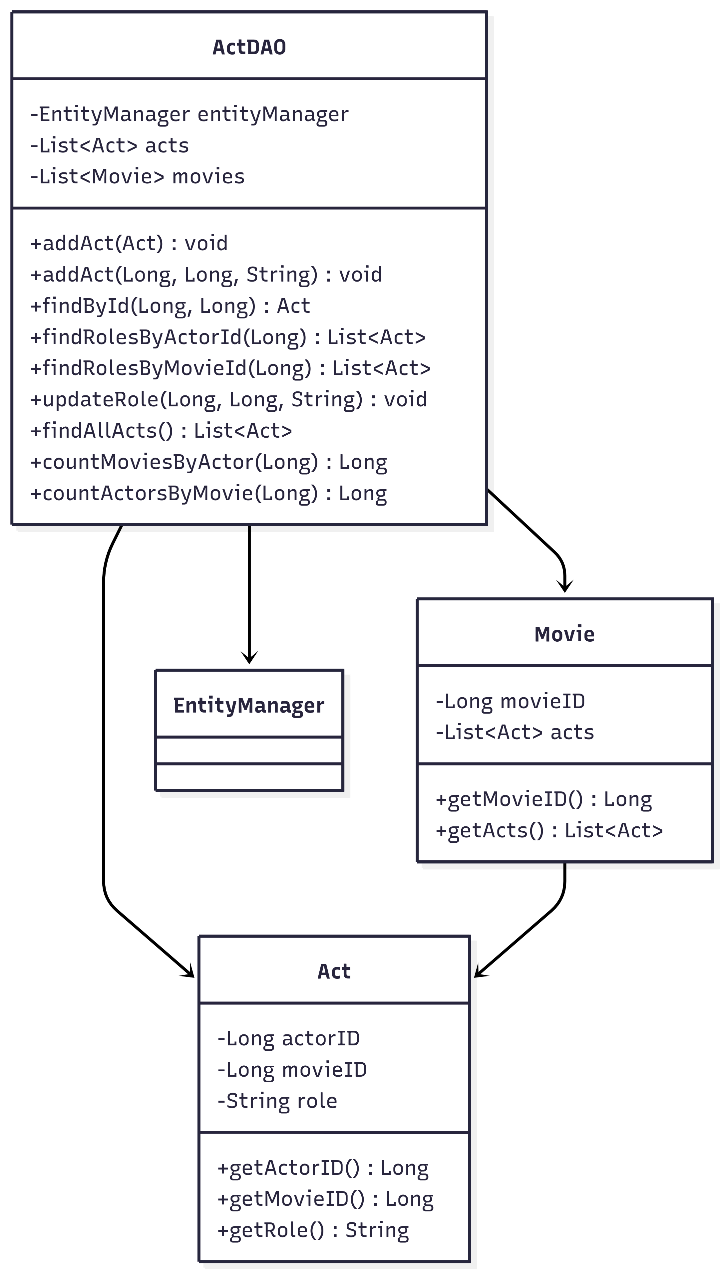 ActDAO
-EntityManager entityManager
-List<Act> acts
-List<Movie> movies
+addAct(Act) : void
+addAct(Long, Long, String) : void
+findById(Long, Long) : Act
+findRolesByActorId(Long) : List<Act>
+findRolesByMovieId(Long) : List<Act>
+updateRole(Long, Long, String) : void
+findAllActs() : List<Act>
+countMoviesByActor(Long) : Long
+countActorsByMovie(Long) : Long
EntityManager
Movie
-Long movieID
-List<Act> acts
+getMovieID() : Long
+getActs() : List<Act>
Act
-Long actorID
-Long movieID
-String role
+getActorID() : Long
+getMovieID() : Long
+getRole() : String